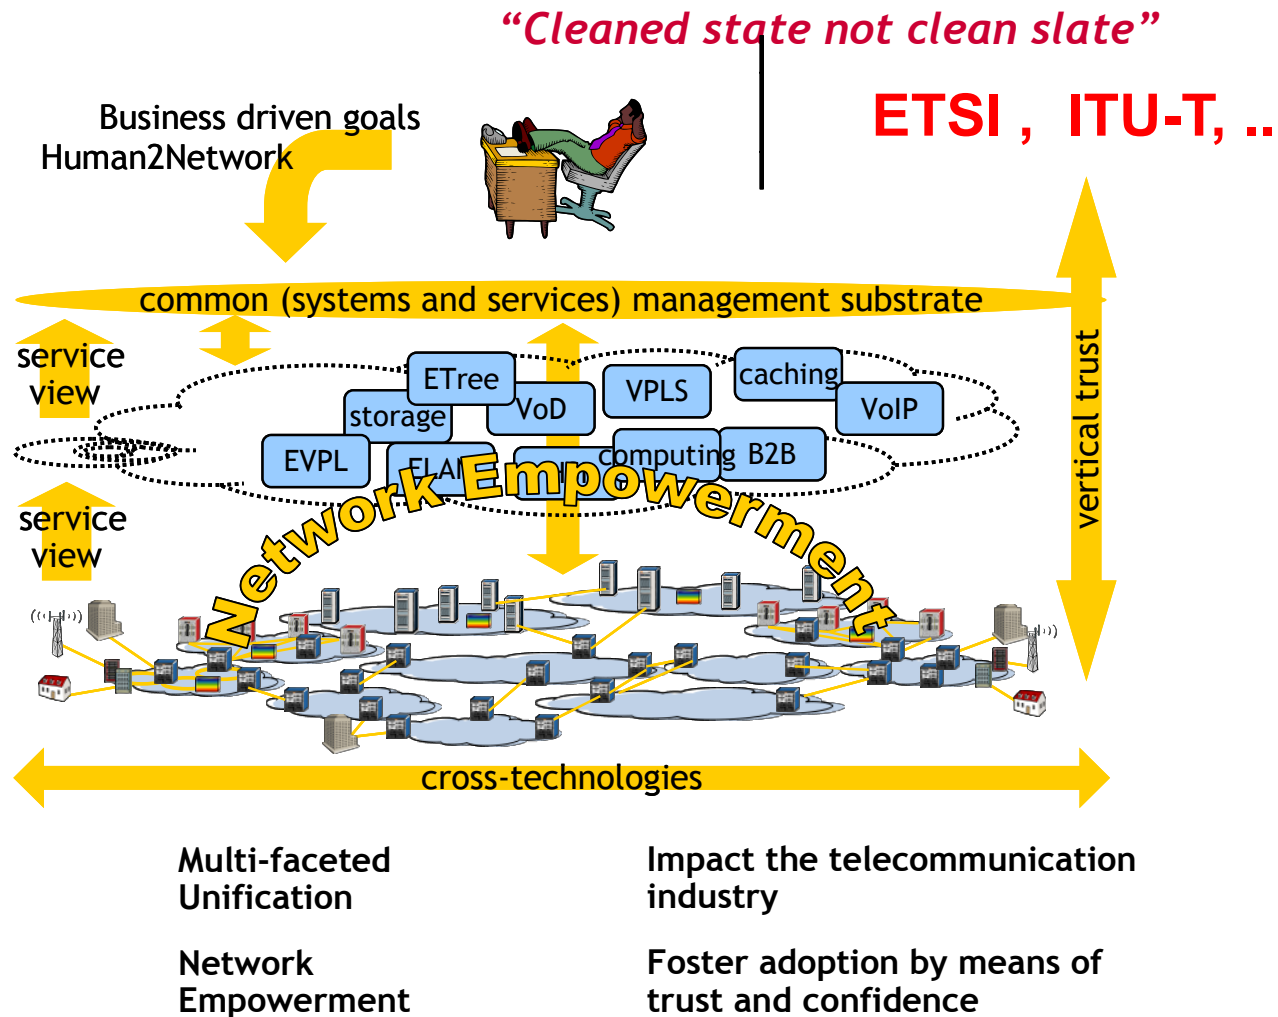 “Cleaned state not clean slate”
ETSI , ITU-T, ..
Business driven goals
Human2Network
common (systems and services) management substrate
service
view
ETree
VPLS
caching
storage
VoD
VoIP
EVPL
computing
B2B
Network Empowerment
service
view
vertical trust
cross-technologies
Multi-faceted
Unification
Impact the telecommunication
industry
Network
Empowerment
Foster adoption by means of
trust and confidence